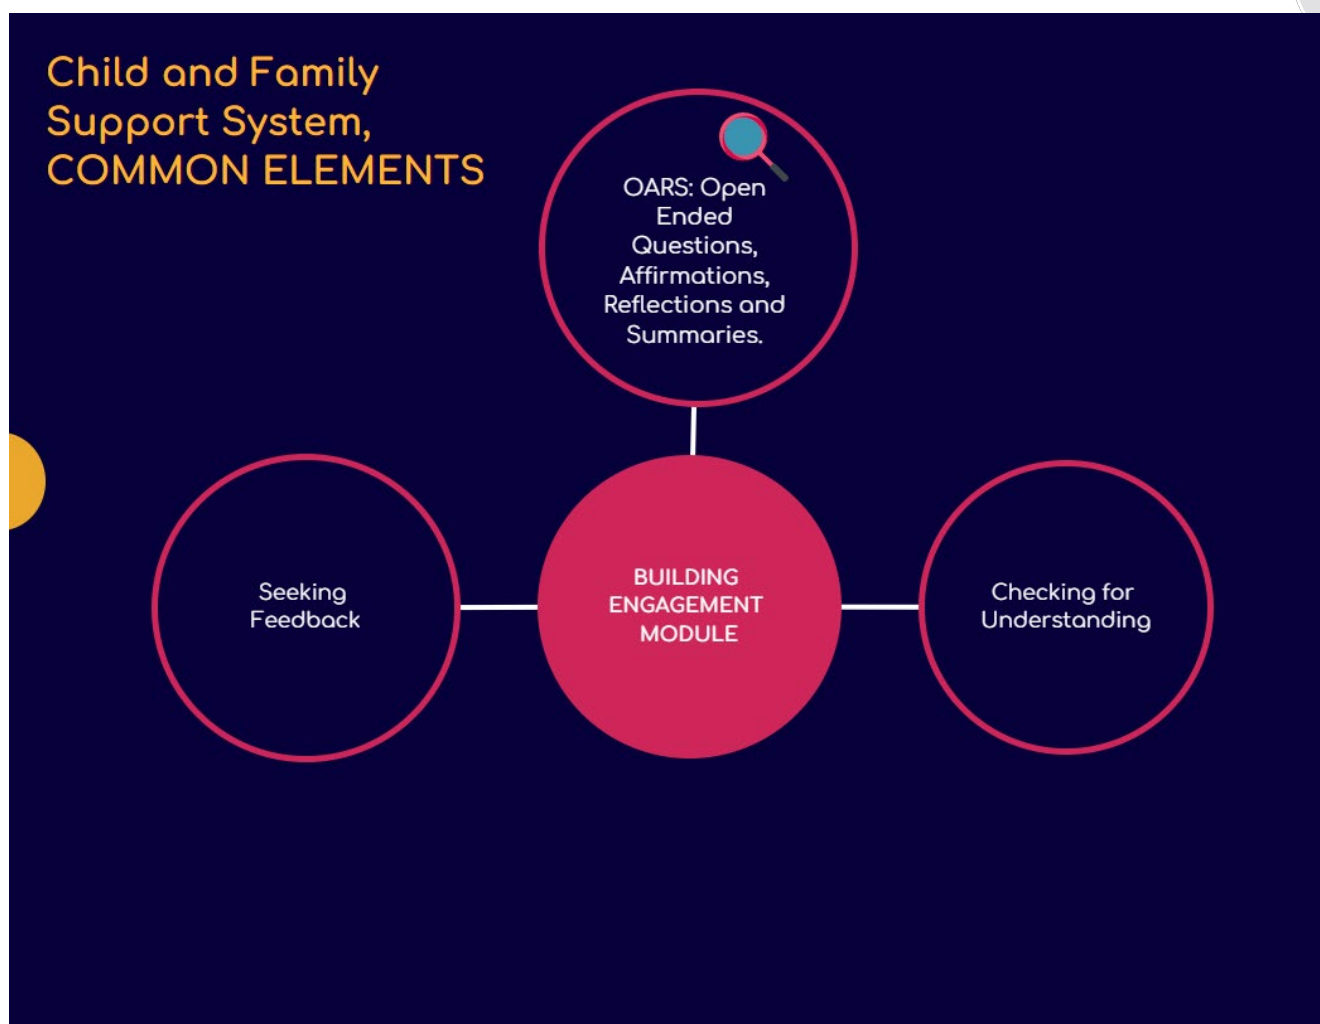 Child and Family
Support System,
COMMON ELEMENTS
OARS: Open
Ended
Questions,
Affirmations,
Reflections and
Summaries.
Seeking
Feedback
BUILDING
ENGAGEMENT
MODULE
Checking for
Understanding